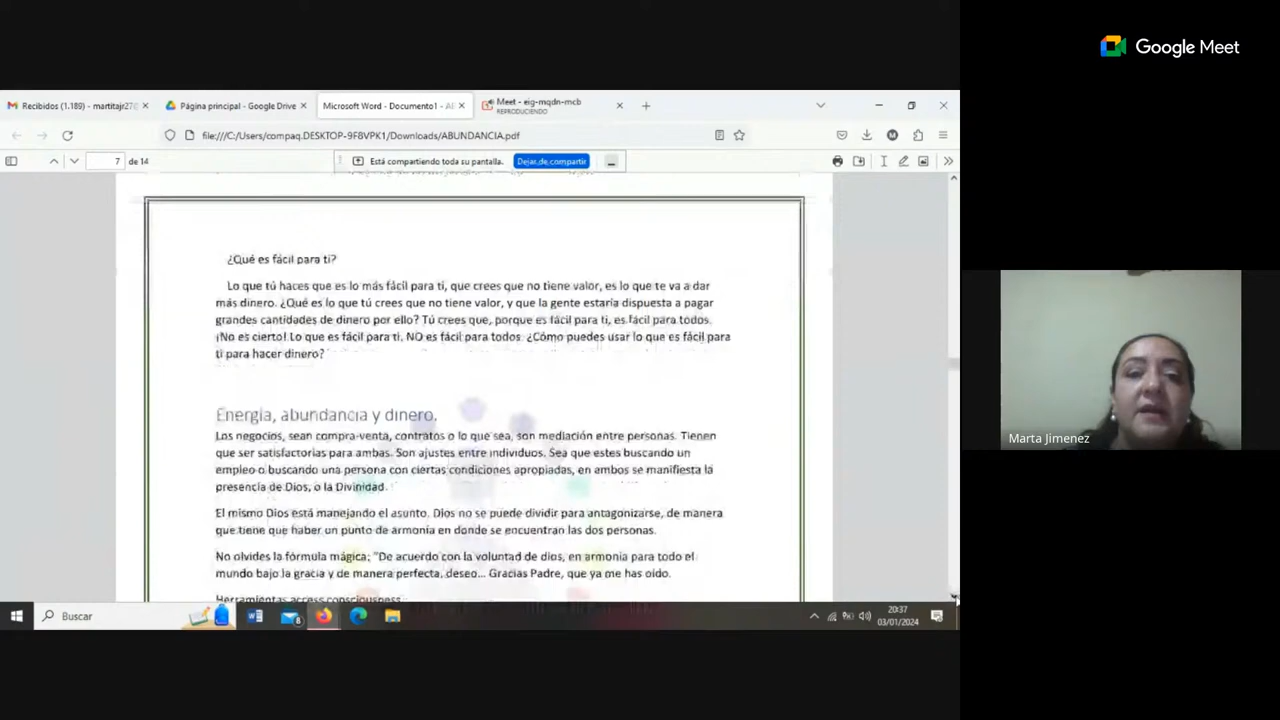 Google Meet
Recibidos (1.189) - martitajr27@
Página principal - Google Drive
Microsoft Word - Documento1 - AB
Meet - eig-mqdn-mcb
REPRODUCIENDO
file:///C:/Users/compaq.DESKTOP-9F8VPK1/Downloads/ABUNDANCIA.pdf
7 de 14
Está compartiendo toda su pantalla. Dejar de compartir
¿Qué es fácil para ti?
Lo que tú haces que es lo más fácil para ti, que crees que no tiene valor, es lo que te va a dar
más dinero. ¿Qué es lo que tú crees que no tiene valor, y que la gente estaría dispuesta a pagar
grandes cantidades de dinero por ello? Tú crees que, porque es fácil para ti, es fácil para todos.
¡No es cierto! Lo que es fácil para ti, NO es fácil para todos. ¿Cómo puedes usar lo que es fácil para
ti para hacer dinero?
Energía, abundancia y dinero.
Los negocios, sean compra-venta, contratos o lo que sea, son mediación entre personas. Tienen
que ser satisfactorias para ambas. Son ajustes entre individuos. Sea que estes buscando un
empleo o buscando una persona con ciertas condiciones apropiadas, en ambos se manifiesta la
presencia de Dios, o la Divinidad.
El mismo Dios está manejando el asunto. Dios no se puede dividir para antagonizarse, de manera
que tiene que haber un punto de armonía en donde se encuentran las dos personas.
No olvides la fórmula mágica; "De acuerdo con la voluntad de dios, en armonía para todo el
mundo bajo la gracia y de manera perfecta, deseo... Gracias Padre, que ya me has oído.
Herramientas access consciousness
Marta Jimenez
Buscar
20:37
03/01/2024